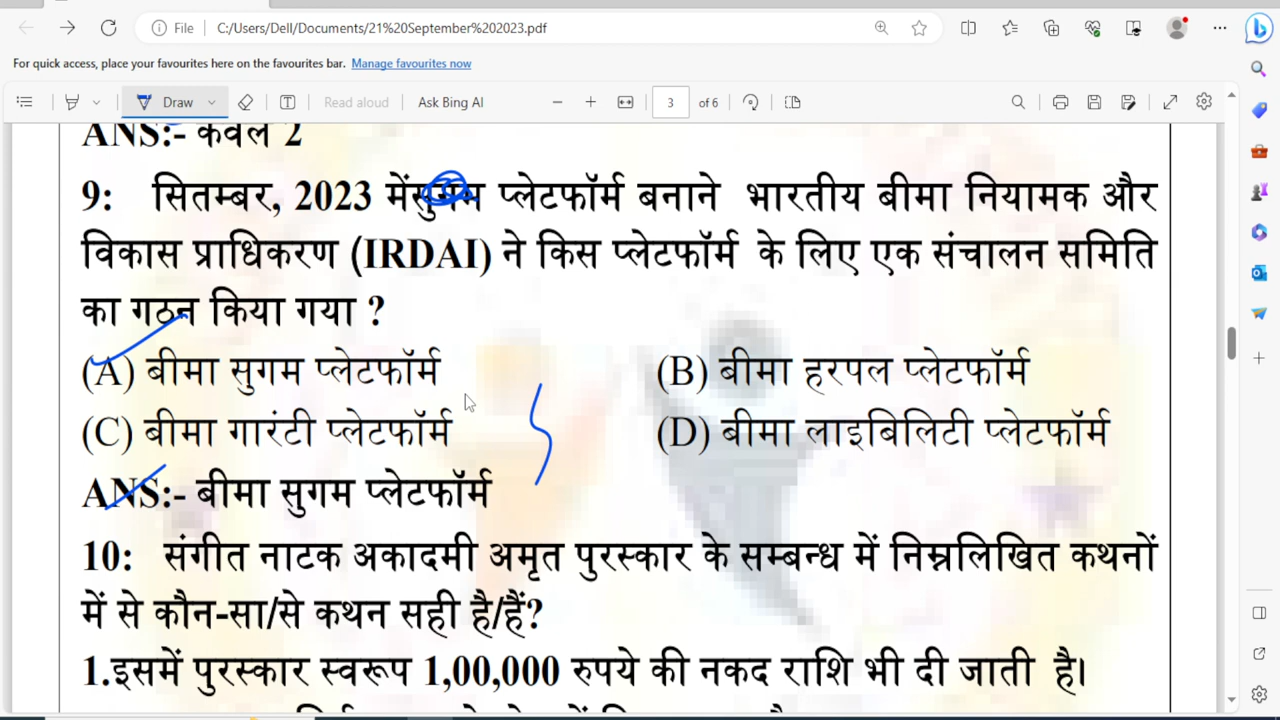 File C:/Users/Dell/Documents/21%20September%202023.pdf
For quick access, place your favourites here on the favourites bar. Manage favourites now
Draw Read aloud Ask Bing AI 3 of 6
ANS:- केवल 2
9: सितम्बर, 2023 में सुगम प्लेटफॉर्म बनाने भारतीय बीमा नियामक और
विकास प्राधिकरण (IRDAI) ने किस प्लेटफॉर्म के लिए एक संचालन समिति
का गठन किया गया ?
(A) बीमा सुगम प्लेटफॉर्म (B) बीमा हरपल प्लेटफॉर्म
(C) बीमा गारंटी प्लेटफॉर्म (D) बीमा लाइबिलिटी प्लेटफॉर्म
ANS:- बीमा सुगम प्लेटफॉर्म
10: संगीत नाटक अकादमी अमृत पुरस्कार के सम्बन्ध में निम्नलिखित कथनों
में से कौन-सा/से कथन सही है/हैं?
1.इसमें पुरस्कार स्वरूप 1,00,000 रुपये की नकद राशि भी दी जाती है।